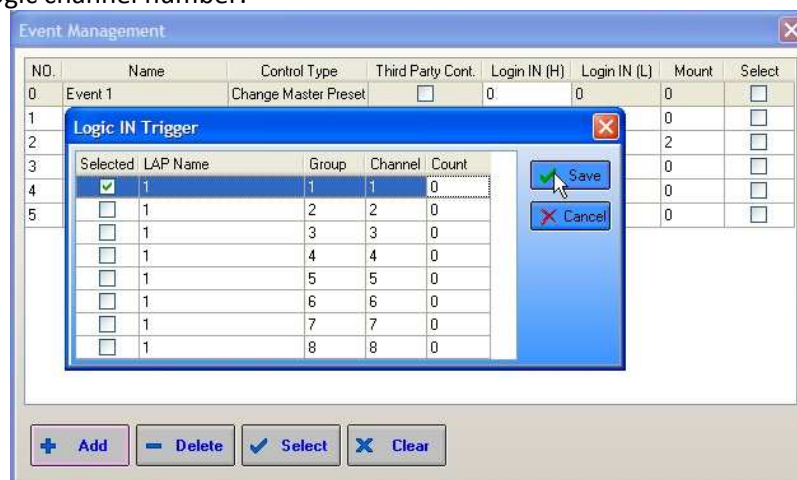 gic channel number.
Event Management
NO. Name Control Type Third Party Cont. Login IN (H) Login IN (L) Mount Select
0 Event 1 Change Master Preset 0 0 0
1 0
2 2
3 0
4 0
5 0
Logic IN Trigger
Selected LAP Name Group Channel Count
1 1 1 0
1 2 2 0
1 3 3 0
1 4 4 0
1 5 5 0
1 6 6 0
1 7 7 0
1 8 8 0
Save
Cancel
Add Delete Select Clear